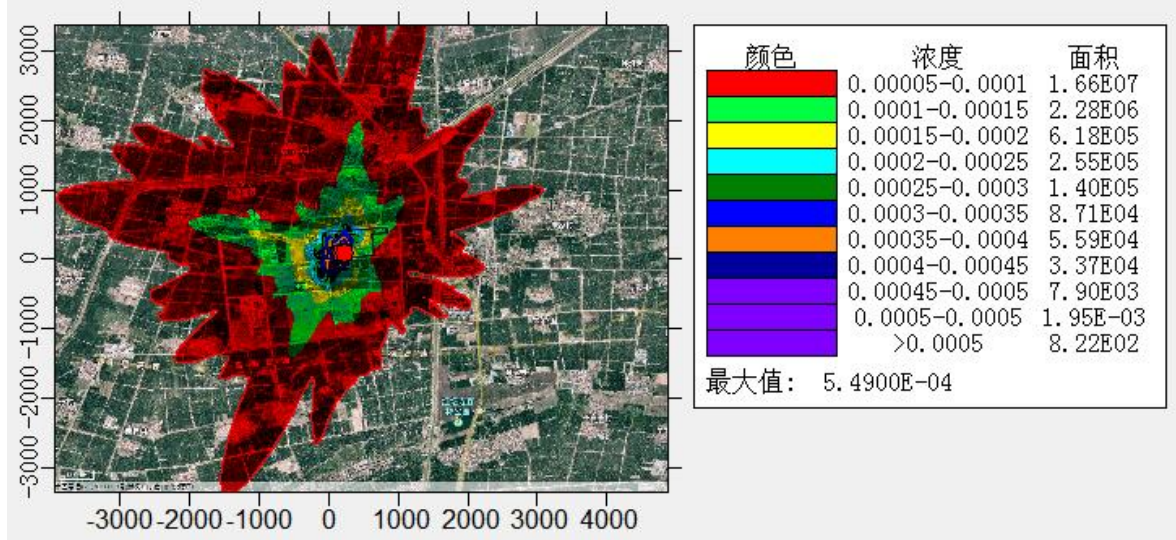 颜色 浓度 面积
0.00005-0.0001 1.66E07
0.0001-0.00015 2.28E06
0.00015-0.0002 6.18E05
0.0002-0.00025 2.55E05
0.00025-0.0003 1.40E05
0.0003-0.00035 8.71E04
0.00035-0.0004 5.59E04
0.0004-0.00045 3.37E04
0.00045-0.0005 7.90E03
0.0005-0.0005 1.95E-03
>0.0005 8.22E02
最大值: 5.4900E-04
3000
2000
1000
0
-1000
-2000
-3000
-3000 -2000 -1000 0 1000 2000 3000 4000